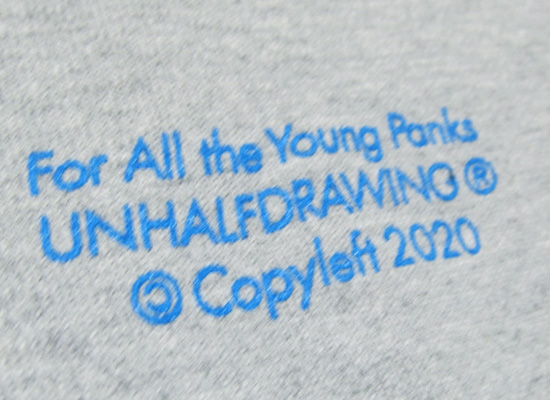 For All the Young Panks
UNHALFDRAWING®
© Copyleft 2020